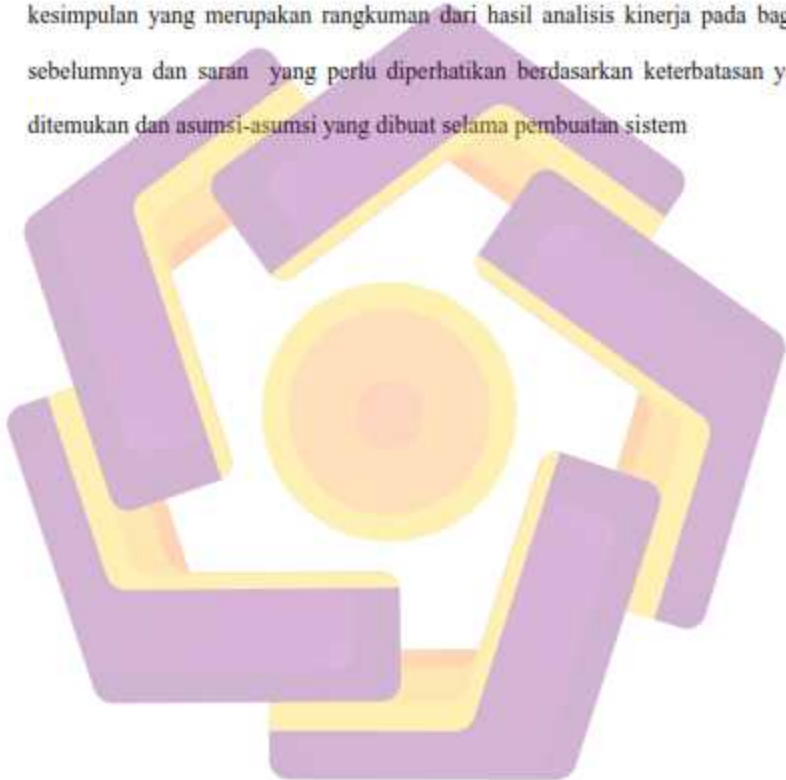 kesimpulan yang merupakan rangkuman dari hasil analisis kinerja pada bag
sebelumnya dan saran yang perlu diperhatikan berdasarkan keterbatasan y
ditemukan dan asumsi-asumsi yang dibuat selama pembuatan sistem